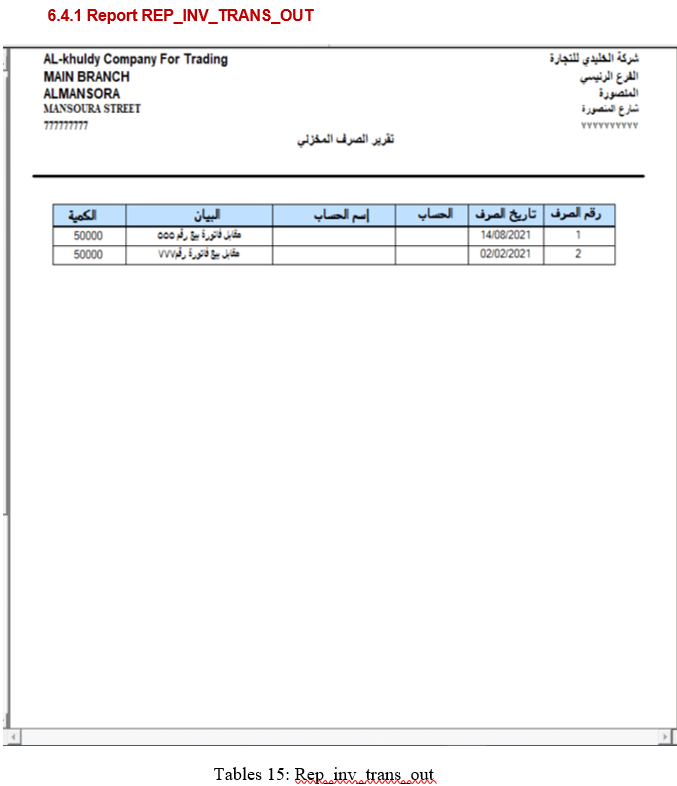 6.4.1 Report REP_INV_TRANS_OUT
AL-khuldy Company For Trading
شركة الخليدي للتجارة
MAIN BRANCH
الفرع الرئيسي
ALMANSORA
المنصورة
MANSOURA STREET
شارع المنصورة
777777777
٧٧٧٧٧٧٧٧٧٧
تقرير الصرف المخزني
رقم الصرف تاريخ الصرف الحساب إسم الحساب البيان الكمية
1 14/08/2021 مقابل فاتورة بيع رقم ٥٥٥ 50000
2 02/02/2021 مقابل بيع فاتورة رقم٧٧٧ 50000
Tables 15: Rep_inv_trans_out